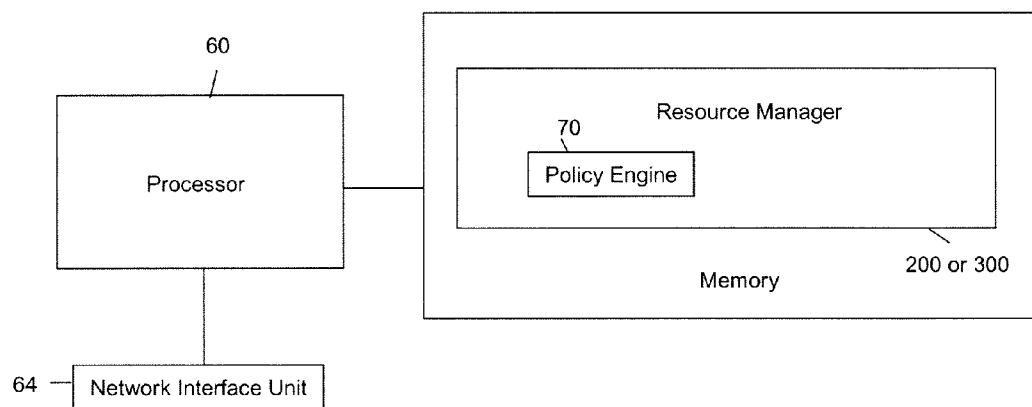 60
Resource Manager
70
Policy Engine
Processor
200 or 300
Memory
64
Network Interface Unit